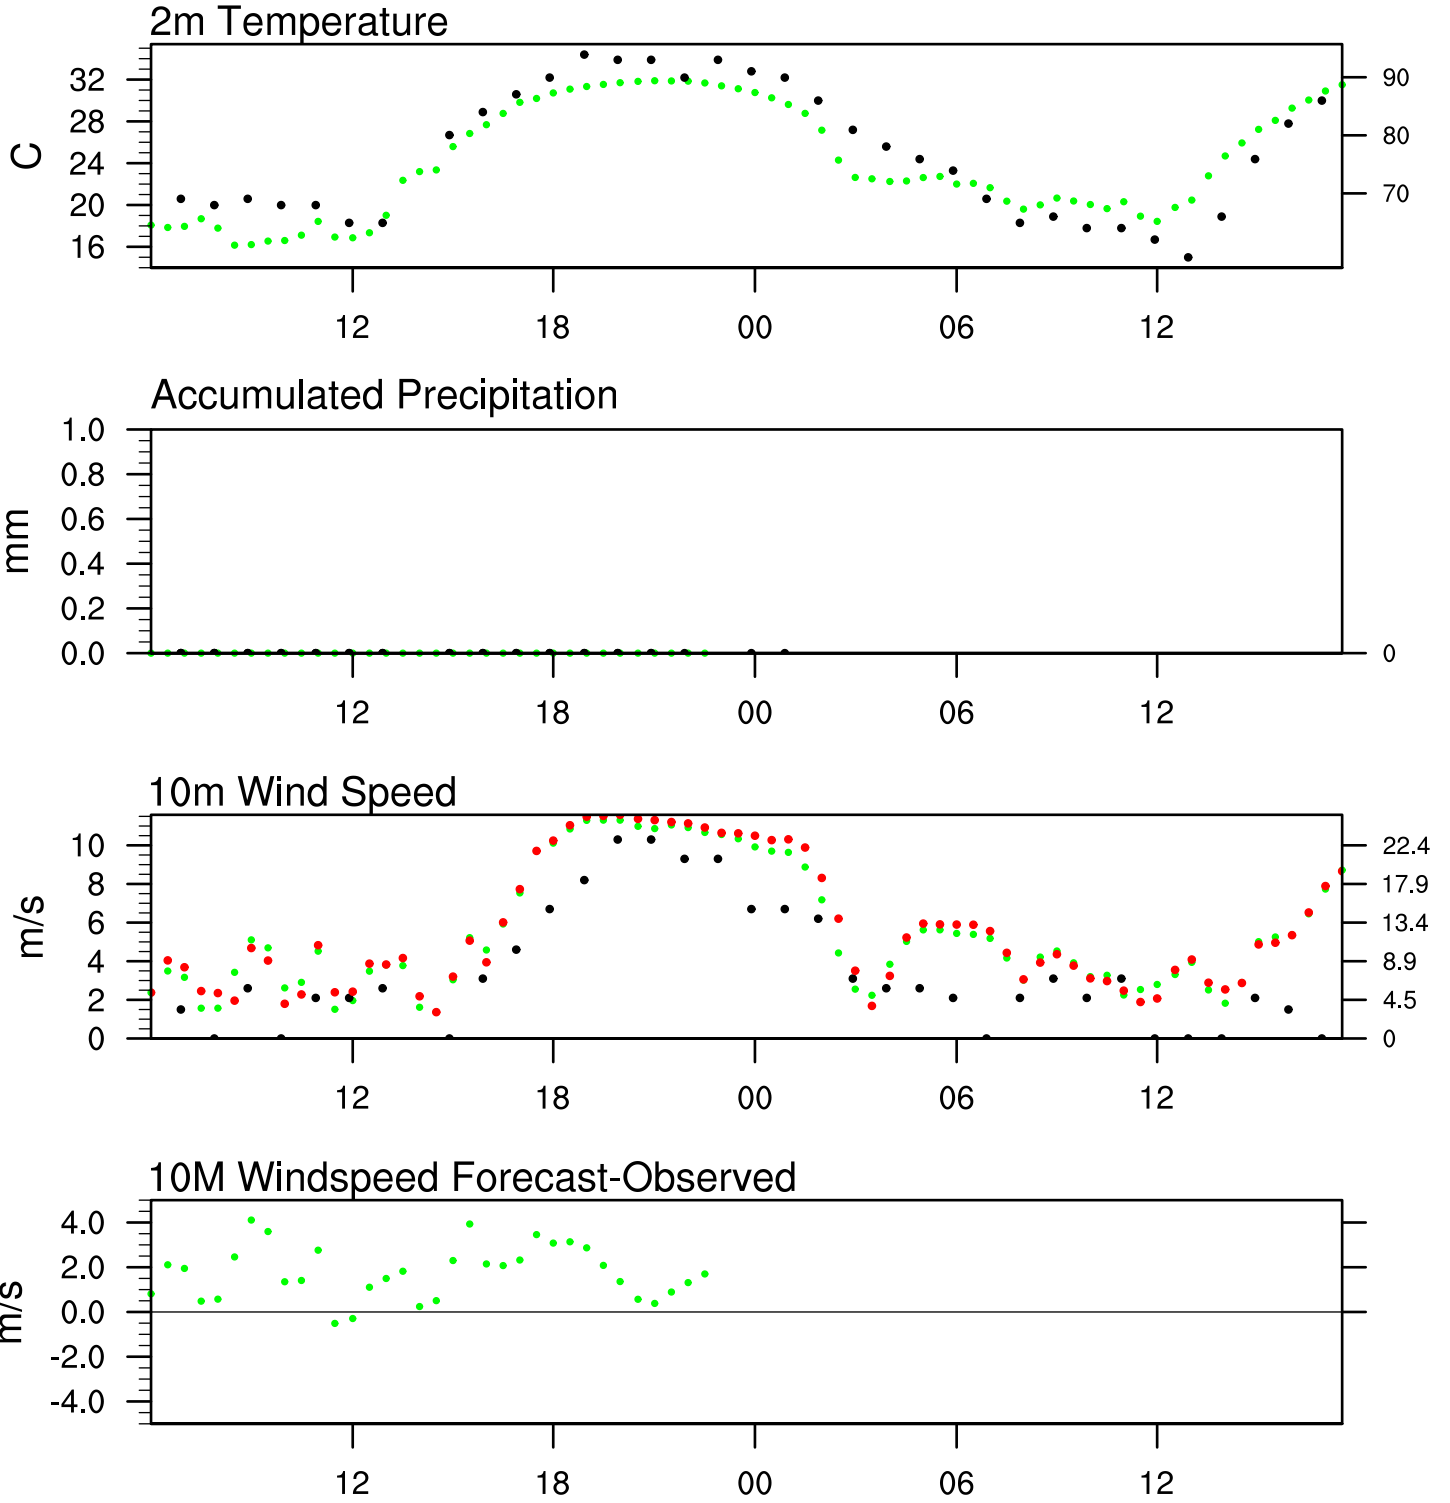 2m Temperature
32
28
24
20
16
C
90
80
70
12 18 00 06 12
Accumulated Precipitation
1.0
0.8
0.6
0.4
0.2
0.0
mm
0
12 18 00 06 12
10m Wind Speed
10
8
6
4
2
0
m/s
22.4
17.9
13.4
8.9
4.5
0
12 18 00 06 12
10M Windspeed Forecast-Observed
4.0
2.0
0.0
-2.0
-4.0
m/s
12 18 00 06 12